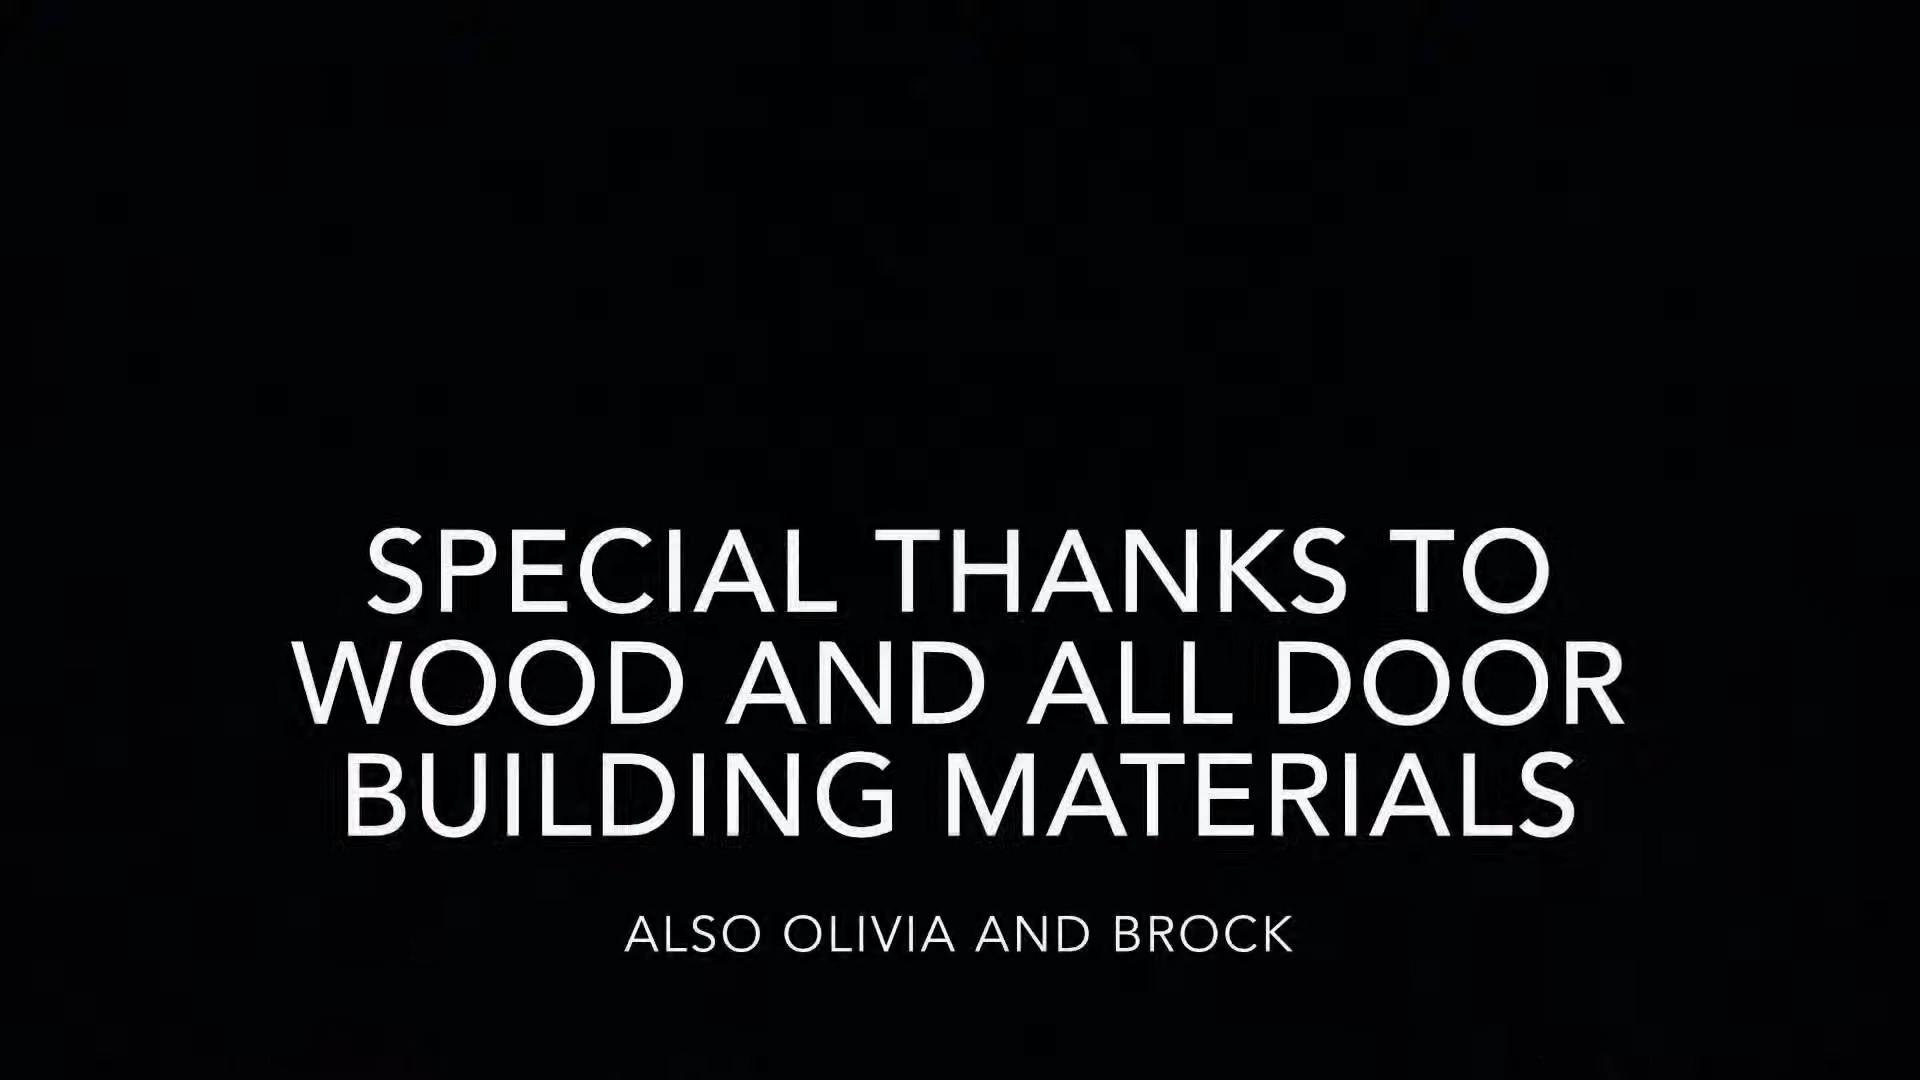 SPECIAL THANKS TO
WOOD AND ALL DOOR
BUILDING MATERIALS
ALSO OLIVIA AND BROCK